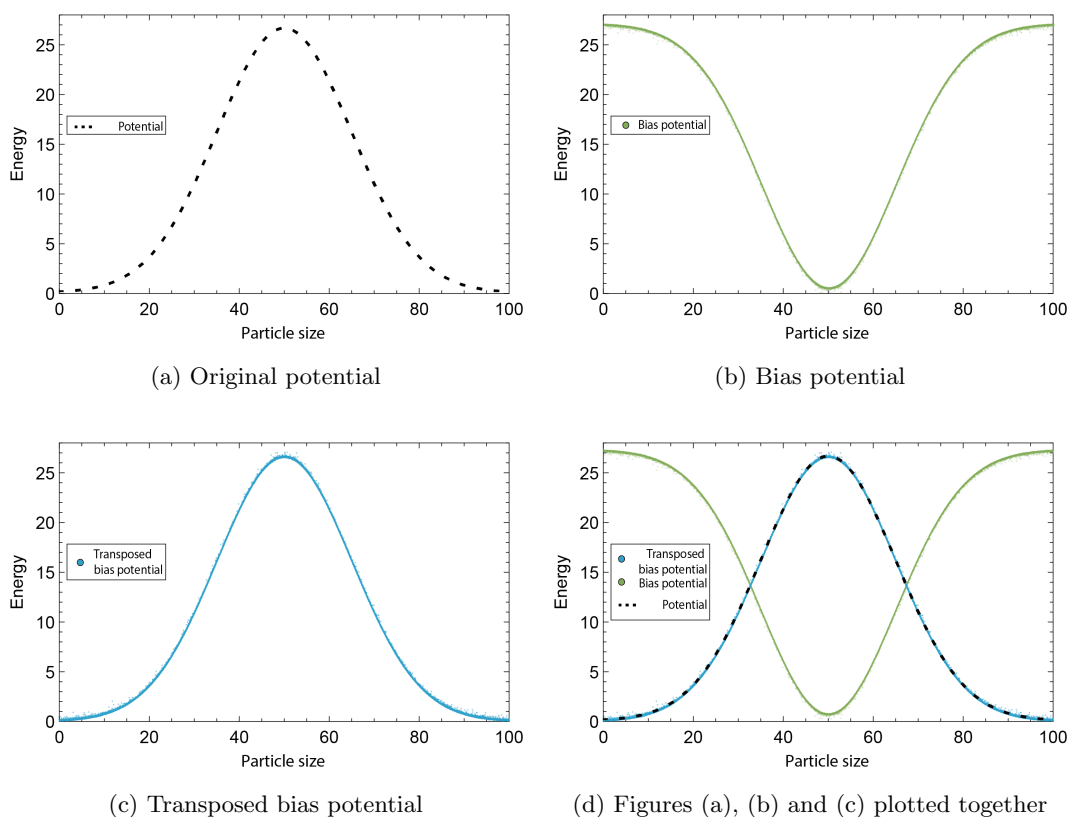 25
20
15
10
5
0
Energy
Potential
0 20 40 60 80 100
Particle size
(a) Original potential
25
20
15
10
5
0
Energy
Bias potential
0 20 40 60 80 100
Particle size
(b) Bias potential
25
20
15
10
5
0
Energy
Transposed
bias potential
0 20 40 60 80 100
Particle size
(c) Transposed bias potential
25
20
15
10
5
0
Energy
Transposed
bias potential
Bias potential
Potential
0 20 40 60 80 100
Particle size
(d) Figures (a), (b) and (c) plotted together